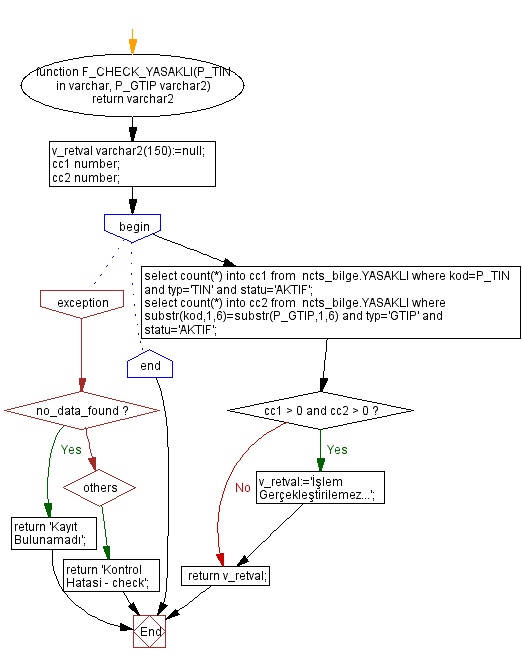 function F_CHECK_YASAKLI(P_TIN
in varchar, P_GTIP varchar2)
return varchar2
v_retval varchar2(150):=null;
cc1 number;
cc2 number;
begin
select count(*) into cc1 from  ncts_bilge.YASAKLI where kod=P_TIN
and typ='TIN' and statu='AKTIF';
select count(*) into cc2 from  ncts_bilge.YASAKLI where
substr(kod,1,6)=substr(P_GTIP,1,6) and typ='GTIP' and
statu='AKTIF';
exception
end
no_data_found ?
cc1 > 0 and cc2 > 0 ?
Yes
Yes
others
No
v_retval:='İşlem
Gerçekleştirilemez...';
return 'Kayıt
Bulunamadı';
return 'Kontrol
Hatasi - check';
return v_retval;
End